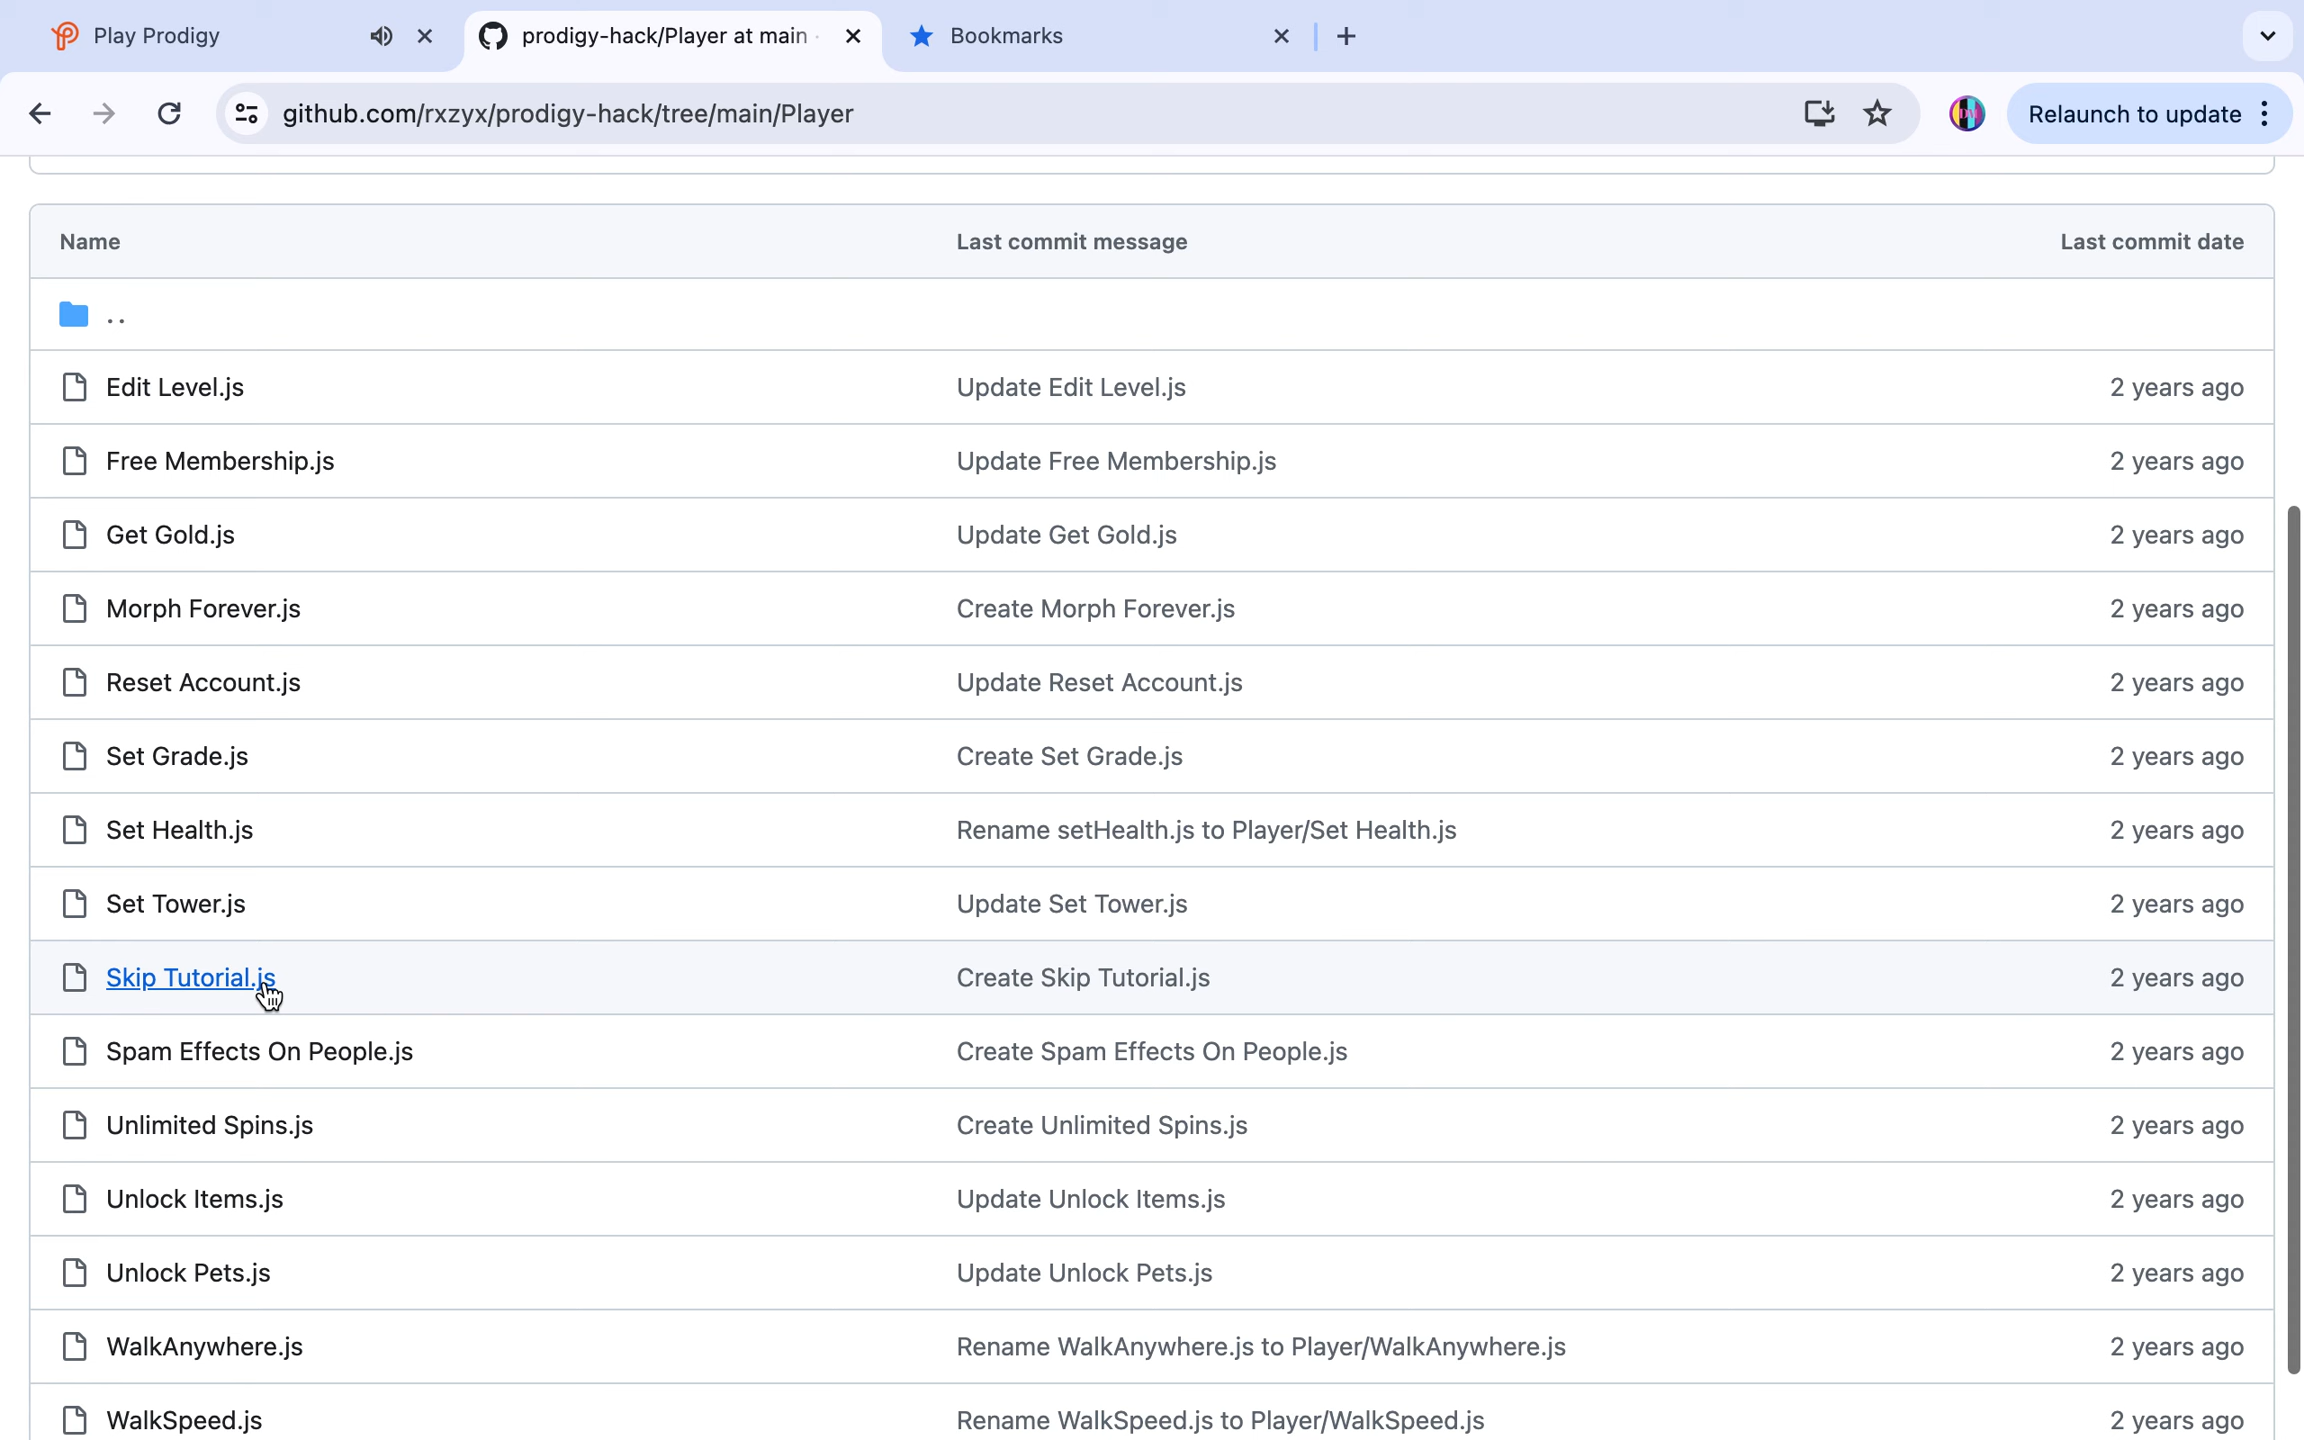 Play Prodigy
prodigy-hack/Player at main
Bookmarks
github.com/rxzyx/prodigy-hack/tree/main/Player
Relaunch to update
Name Last commit message Last commit date
..
Edit Level.js Update Edit Level.js 2 years ago
Free Membership.js Update Free Membership.js 2 years ago
Get Gold.js Update Get Gold.js 2 years ago
Morph Forever.js Create Morph Forever.js 2 years ago
Reset Account.js Update Reset Account.js 2 years ago
Set Grade.js Create Set Grade.js 2 years ago
Set Health.js Rename setHealth.js to Player/Set Health.js 2 years ago
Set Tower.js Update Set Tower.js 2 years ago
Skip Tutorial.js Create Skip Tutorial.js 2 years ago
Spam Effects On People.js Create Spam Effects On People.js 2 years ago
Unlimited Spins.js Create Unlimited Spins.js 2 years ago
Unlock Items.js Update Unlock Items.js 2 years ago
Unlock Pets.js Update Unlock Pets.js 2 years ago
WalkAnywhere.js Rename WalkAnywhere.js to Player/WalkAnywhere.js 2 years ago
WalkSpeed.js Rename WalkSpeed.js to Player/WalkSpeed.js 2 years ago